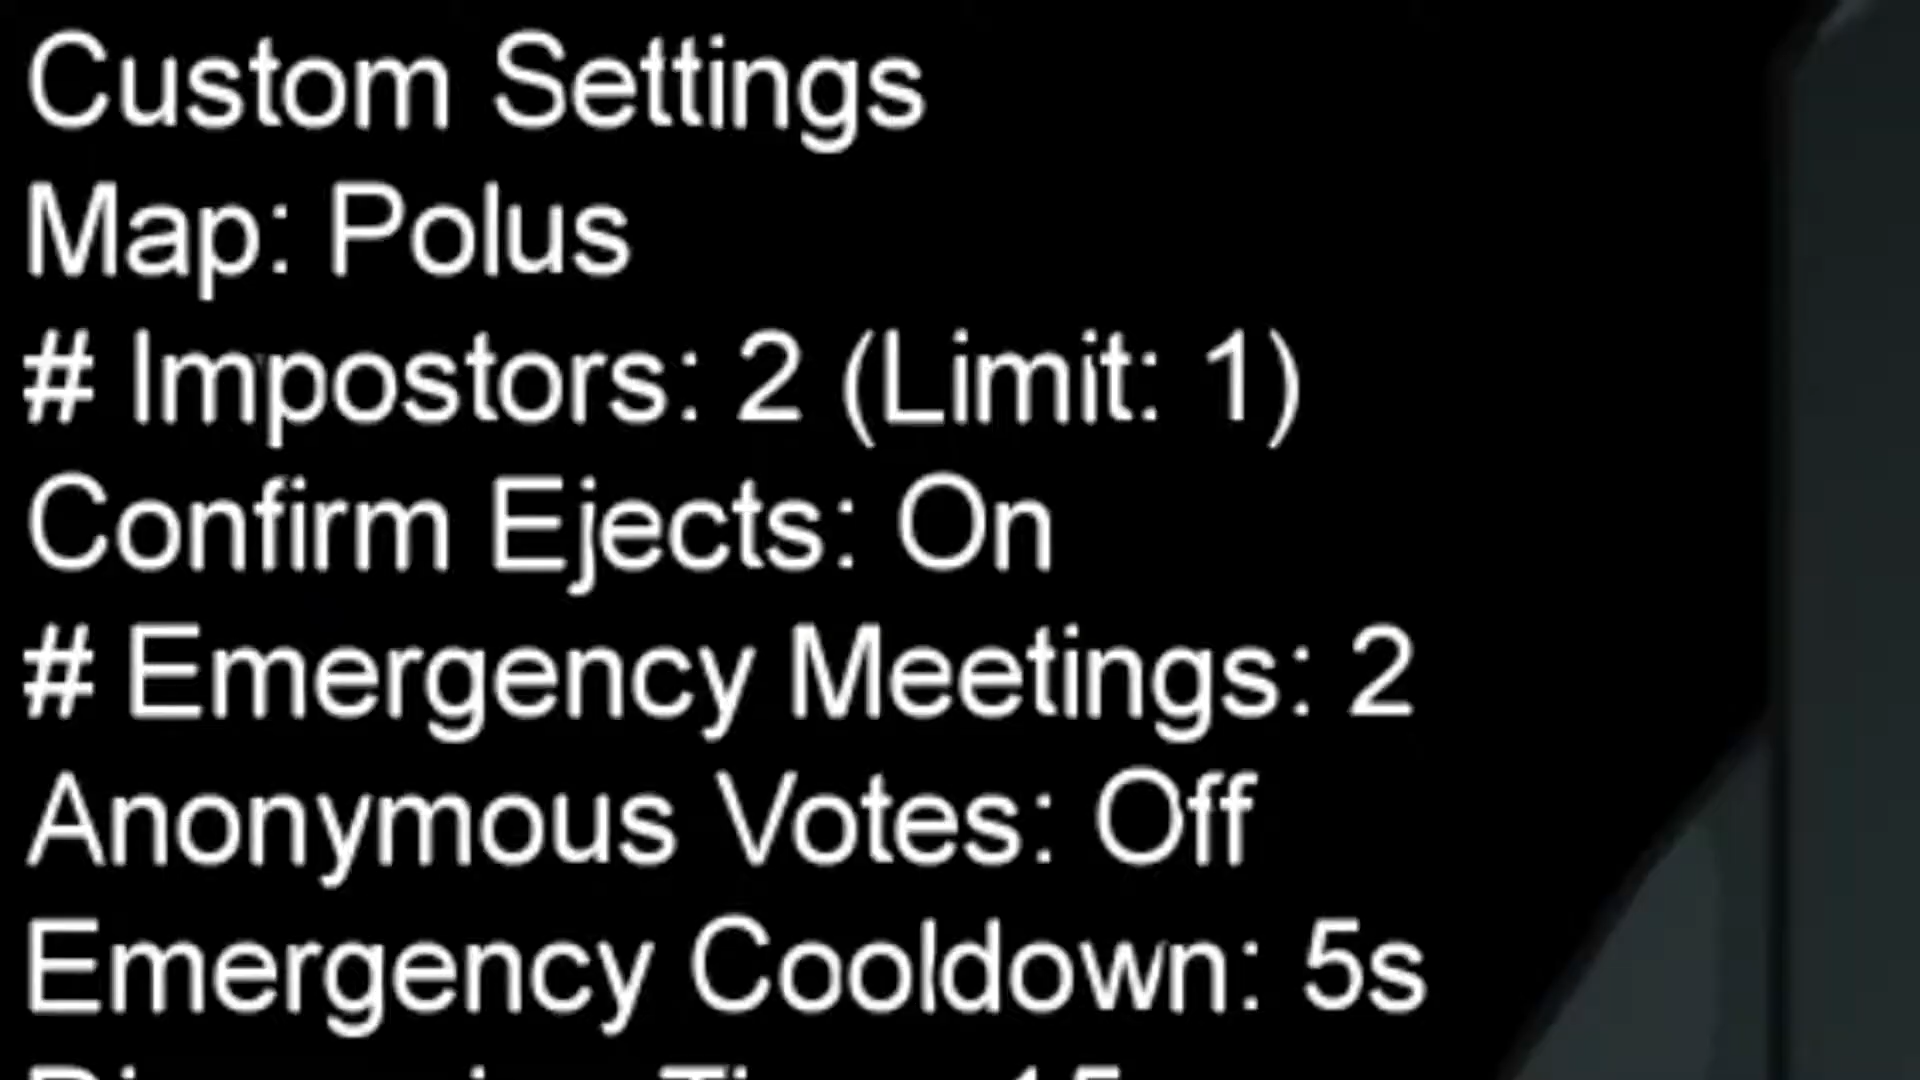 Custom Settings
Map: Polus
# Impostors: 2 (Limit: 1)
Confirm Ejects: On
# Emergency Meetings: 2
Anonymous Votes: Off
Emergency Cooldown: 5s